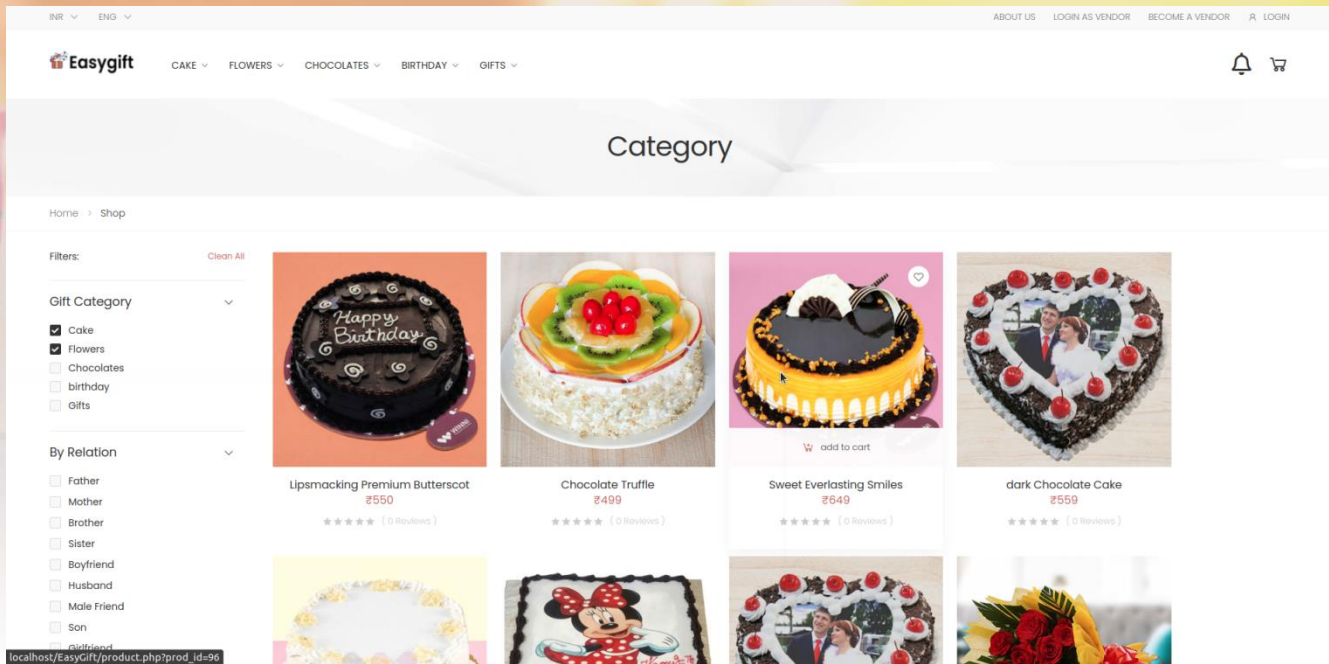 INR ENG ABOUT US LOGIN AS VENDOR BECOME A VENDOR LOGIN
Easygift CAKE FLOWERS CHOCOLATES BIRTHDAY GIFTS
Category
Home > Shop
Filters: Clean All
Gift Category
Cake
Flowers
Chocolates
birthday
Gifts
By Relation
Father
Mother
Brother
Sister
Boyfriend
Husband
Male Friend
Son
Girlfriend
Happy
Birthday
WINNI
Lipsmacking Premium Butterscot
₹550
( 0 Reviews )
Chocolate Truffle
₹499
( 0 Reviews )
add to cart
Sweet Everlasting Smiles
₹649
( 0 Reviews )
dark Chocolate Cake
₹559
( 0 Reviews )
localhost/EasyGift/product.php?prod_id=96